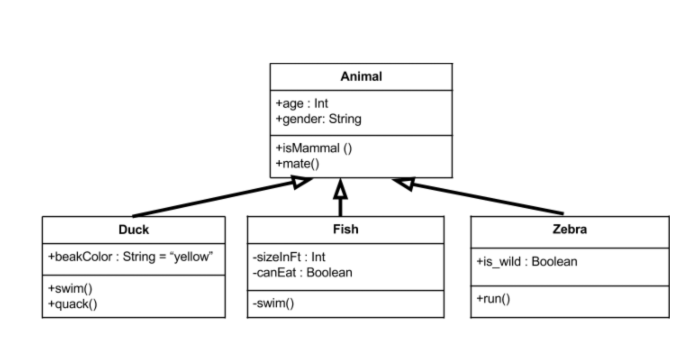 Animal
+age : Int
+gender: String
+isMammal ()
+mate()
Duck
+beakColor : String = “yellow”
+swim()
+quack()
Fish
-sizeInFt : Int
-canEat : Boolean
-swim()
Zebra
+is_wild : Boolean
+run()